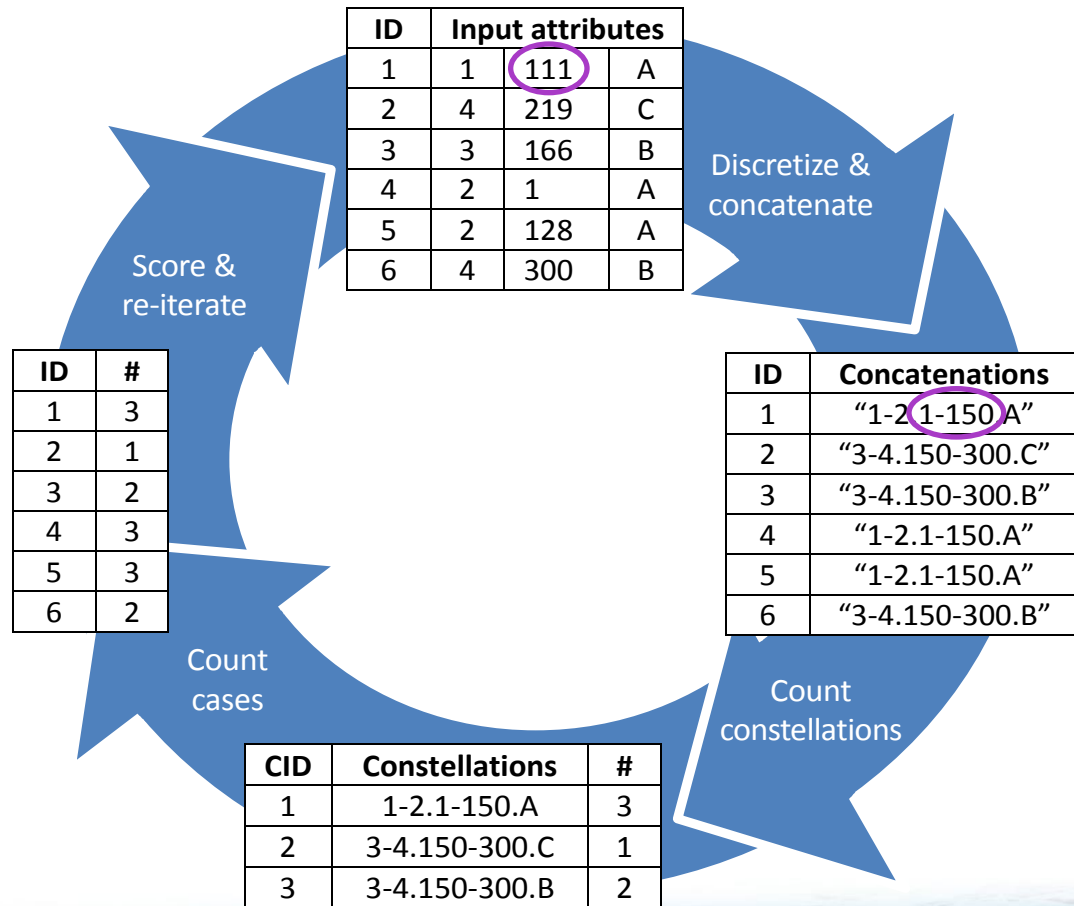 ID Input attributes
1 1 111 A
2 4 219 C
3 3 166 B
4 2 1 A
5 2 128 A
6 4 300 B
Discretize &
concatenate
ID Concatenations
1 “1-2.1-150.A”
2 “3-4.150-300.C”
3 “3-4.150-300.B”
4 “1-2.1-150.A”
5 “1-2.1-150.A”
6 “3-4.150-300.B”
Count
constellations
CID Constellations #
1 1-2.1-150.A 3
2 3-4.150-300.C 1
3 3-4.150-300.B 2
Count
cases
ID #
1 3
2 1
3 2
4 3
5 3
6 2
Score &
re-iterate